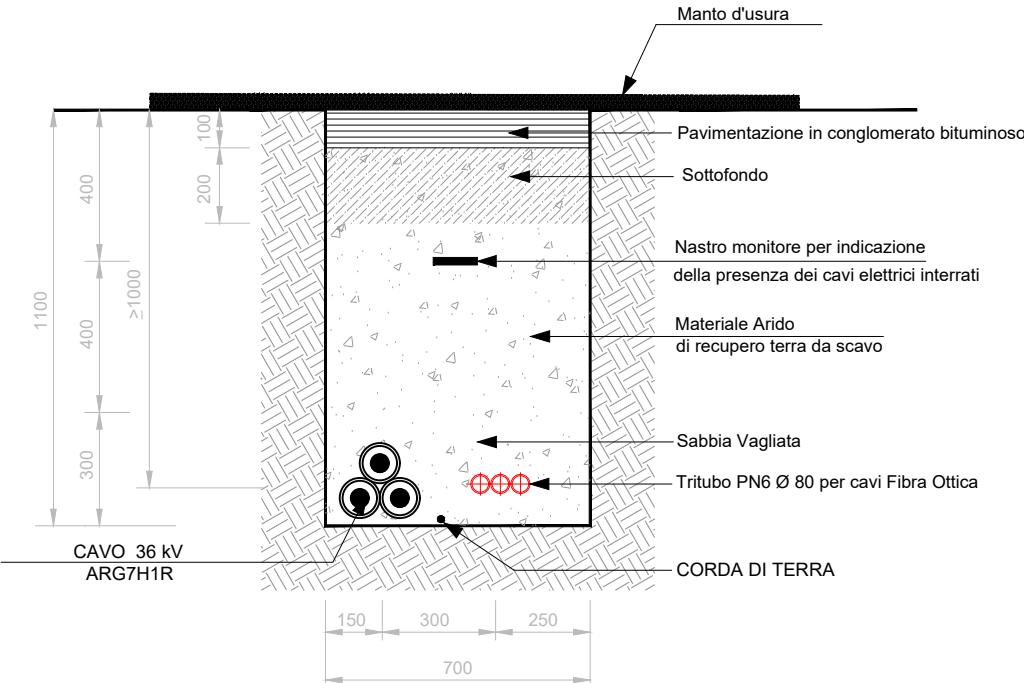 Manto d'usura
Pavimentazione in conglomerato bituminoso
Sottofondo
Nastro monitore per indicazione
della presenza dei cavi elettrici interrati
Materiale Arido
di recupero terra da scavo
Sabbia Vagliata
Tritubo PN6 Ø 80 per cavi Fibra Ottica
CORDA DI TERRA
CAVO 36 kV
ARG7H1R
1100
400
400
300
≥1000
100
200
150
300
250
700